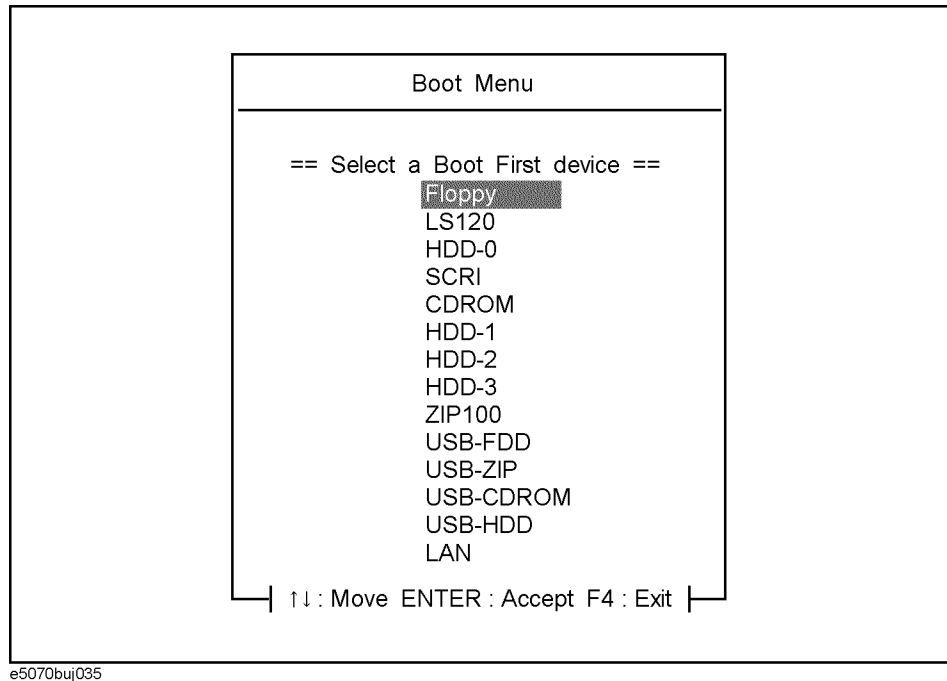 Boot Menu
== Select a Boot First device ==
Floppy
LS120
HDD-0
SCRI
CDROM
HDD-1
HDD-2
HDD-3
ZIP100
USB-FDD
USB-ZIP
USB-CDROM
USB-HDD
LAN
↑↓ : Move ENTER : Accept F4 : Exit
e5070buj035